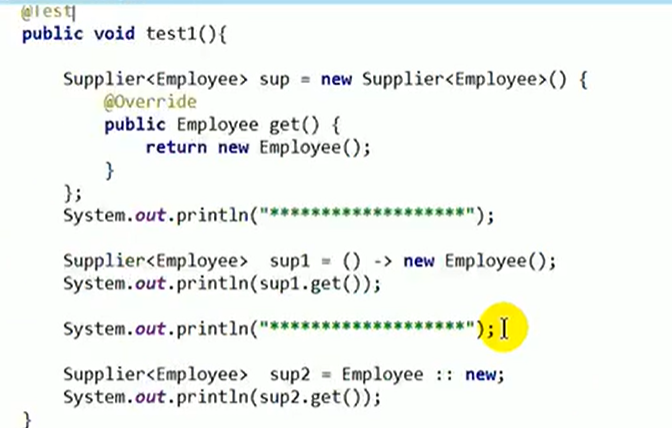 @Test
public void test1(){
Supplier<Employee> sup = new Supplier<Employee>() {
@Override
public Employee get() {
return new Employee();
}
};
System.out.println("*******************");
Supplier<Employee>  sup1 = () -> new Employee();
System.out.println(sup1.get());
System.out.println("*******************");
Supplier<Employee>  sup2 = Employee :: new;
System.out.println(sup2.get());
}